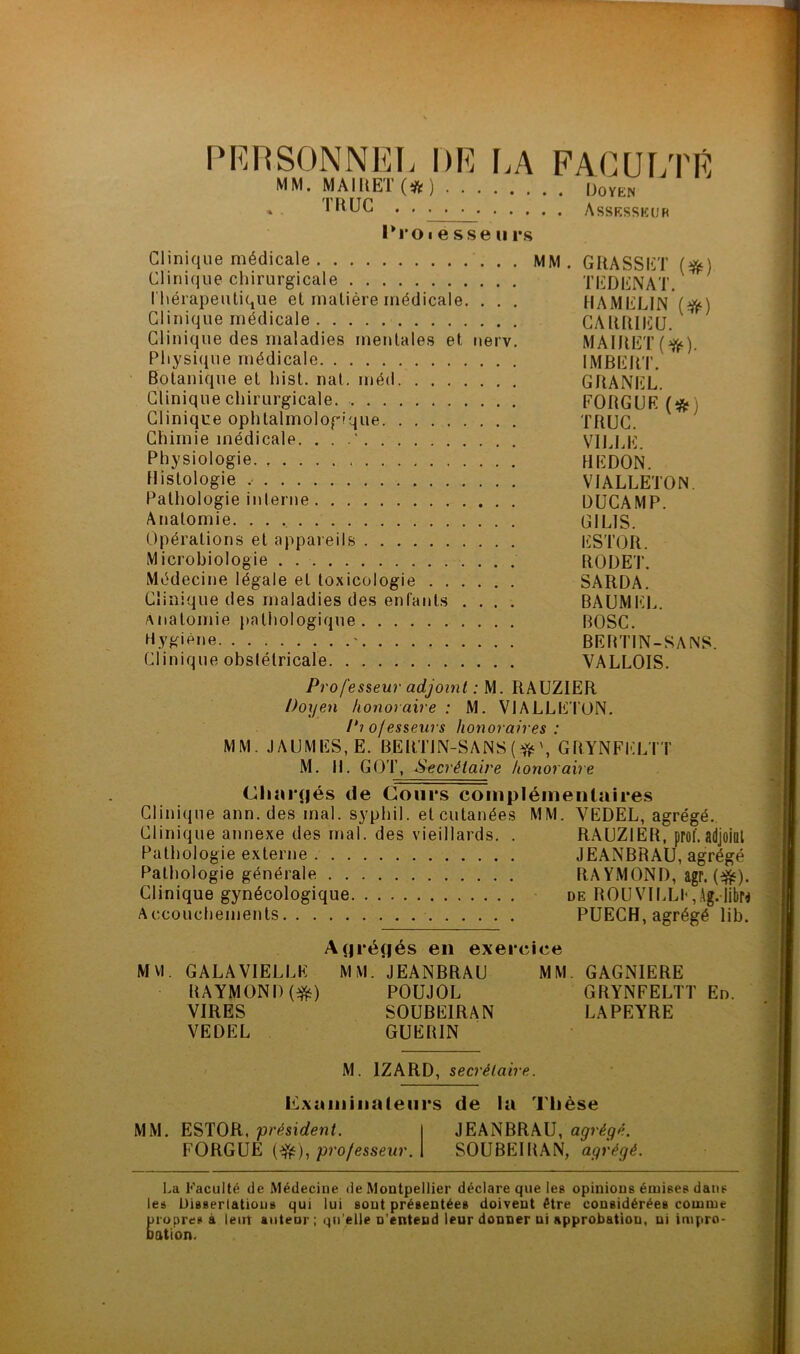 PERSONNEL DE LA FACULTÉ
MM. MAIRET (✻) ........ DOYEN
TRUC ........... ASSESSEUR
Professeurs
Clinique médicale ............. MM. GRASSET (✻)
Clinique chirurgicale ........... TEDENAT.
Thérapeutique et matière médicale. ... HAMELIN (✻)
Clinique médicale ............. CARRIEU.
Clinique des maladies mentales et nerv. MAIRET (✻).
Physique médicale ............. IMBERT.
Botanique et hist. nat. méd. ....... GRANEL.
Clinique chirurgicale. ........... FORGUE (✻)
Clinique ophtalmologique. ........ TRUC.
Chimie médicale. ............. VILLE.
Physiologie. ................ HEDON.
Histologie ................. VIALLETON.
Pathologie interne ............. DUCAMP.
Anatomie. ................. GILIS.
Opérations et appareils .......... ESTOR.
Microbiologie ............... RODET.
Médecine légale et toxicologie ...... SARDA.
Clinique des maladies des enfants .... BAUMEL.
Anatomie pathologique .......... BOSC.
Hygiène. .................. BERTIN-SANS.
Clinique obstétricale. ........... VALLOIS.
Professeur adjoint : M. RAUZIER
Doyen honoraire : M. VIALLETON.
Professeurs honoraires :
MM. JAUMES, E. BERTIN-SANS (✻), GRYNFELTT
M. H. GOT, Secrétaire honoraire
Chargés de Cours complémentaires
Clinique ann. des mal. syphil. et cutanées MM. VEDEL, agrégé.
Clinique annexe des mal. des vieillards. . RAUZIER, prof. adjoint
Pathologie externe ............. JEANBRAU, agrégé
Pathologie générale ............ RAYMOND, agr. (✻).
Clinique gynécologique. .......... DE ROUVILLE, Ag. libre
Accouchements. .............. PUECH, agrégé lib.
Agrégés en exercice
MM. GALAVIELLE MM. JEANBRAU MM. GAGNIERE
RAYMOND (✻) POUJOL GRYNFELTT ED.
VIRES SOUBEIRAN LAPEYRE
VEDEL GUERIN
M. IZARD, secrétaire.
Examinateurs de la Thèse
MM. ESTOR, président. JEANBRAU, agrégé.
FORGUE (✻), professeur. SOUBEIRAN, agrégé.
La Faculté de Médecine de Montpellier déclare que les opinions émises dans
les Dissertations qui lui sont présentées doivent être considérées comme
propres à leur auteur ; qu'elle n'entend leur donner ni approbation, ni impro-
bation.